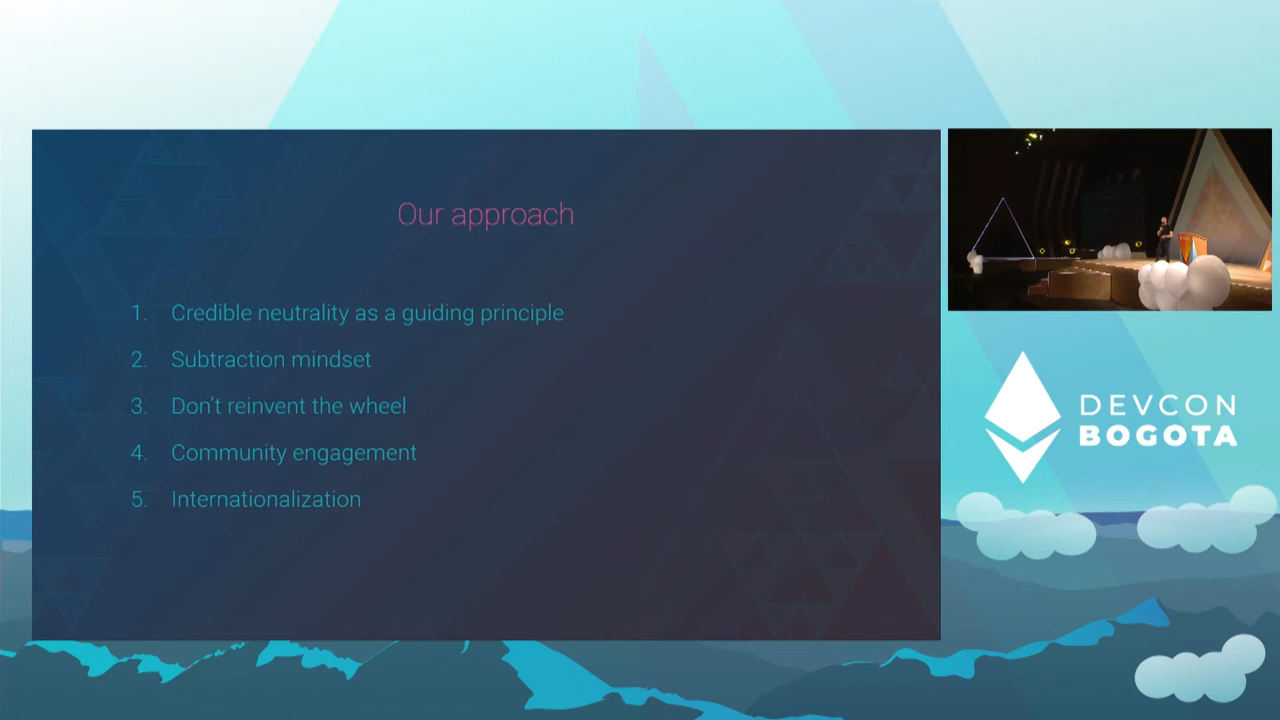 Our approach
1. Credible neutrality as a guiding principle
2. Subtraction mindset
3. Don't reinvent the wheel
4. Community engagement
5. Internationalization
DEVCON
BOGOTA